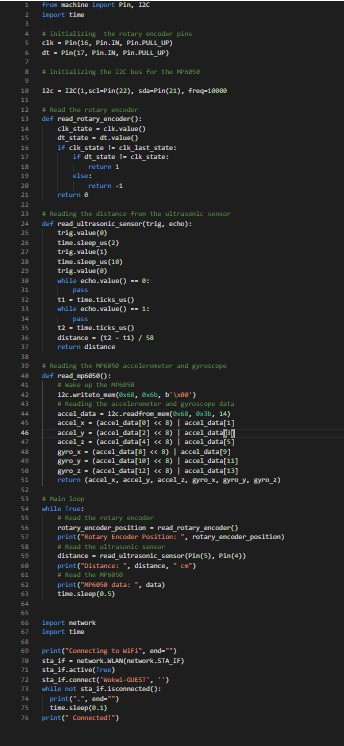 1 from machine import Pin, I2C
2 import time
3
4 # Initializing the rotary encoder pins
5 clk = Pin(16, Pin.IN, Pin.PULL_UP)
6 dt = Pin(17, Pin.IN, Pin.PULL_UP)
7
8 # Initializing the I2C bus for the MP6050
9
10 i2c = I2C(1,scl=Pin(22), sda=Pin(21), freq=10000
11
12 # Read the rotary encoder
13 def read_rotary_encoder():
14 clk_state = clk.value()
15 dt_state = dt.value()
16 if clk_state != clk_last_state:
17 if dt_state != clk_state:
18 return 1
19 else:
20 return -1
21 return 0
22
23 # Reading the distance from the ultrasonic sensor
24 def read_ultrasonic_sensor(trig, echo):
25 trig.value(0)
26 time.sleep_us(2)
27 trig.value(1)
28 time.sleep_us(10)
29 trig.value(0)
30 while echo.value() == 0:
31 pass
32 t1 = time.ticks_us()
33 while echo.value() == 1:
34 pass
35 t2 = time.ticks_us()
36 distance = (t2 - t1) / 58
37 return distance
38
39 # Reading the MP6050 accelerometer and gyroscope
40 def read_mp6050():
41 # Wake up the MP6050
42 i2c.writeto_mem(0x68, 0x6b, b'\x00')
43 # Reading the accelerometer and gyroscope data
44 accel_data = i2c.readfrom_mem(0x68, 0x3b, 14)
45 accel_x = (accel_data[0] << 8) | accel_data[1]
46 accel_y = (accel_data[2] << 8) | accel_data[3]
47 accel_z = (accel_data[4] << 8) | accel_data[5]
48 gyro_x = (accel_data[8] << 8) | accel_data[9]
49 gyro_y = (accel_data[10] << 8) | accel_data[11]
50 gyro_z = (accel_data[12] << 8) | accel_data[13]
51 return (accel_x, accel_y, accel_z, gyro_x, gyro_y, gyro_z)
52
53 # Main loop
54 while True:
55 # Read the rotary encoder
56 rotary_encoder_position = read_rotary_encoder()
57 print("Rotary Encoder Position: ", rotary_encoder_position)
58 # Read the ultrasonic sensor
59 distance = read_ultrasonic_sensor(Pin(5), Pin(4))
60 print("Distance: ", distance, " cm")
61 # Read the MP6050
62 print("MP6050 data: ", data)
63 time.sleep(0.5)
64
65
66 import network
67 import time
68
69 print("Connecting to WiFi", end="")
70 sta_if = network.WLAN(network.STA_IF)
71 sta_if.active(True)
72 sta_if.connect('Wokwi-GUEST', '')
73 while not sta_if.isconnected():
74 print(".", end="")
75 time.sleep(0.1)
76 print(" Connected!")